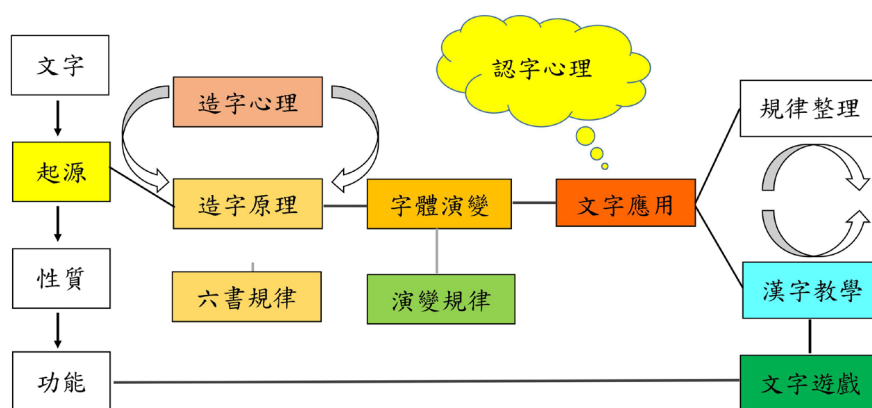 文字
起源
性質
功能
造字心理
造字原理
六書規律
字體演變
演變規律
認字心理
文字應用
規律整理
漢字教學
文字遊戲